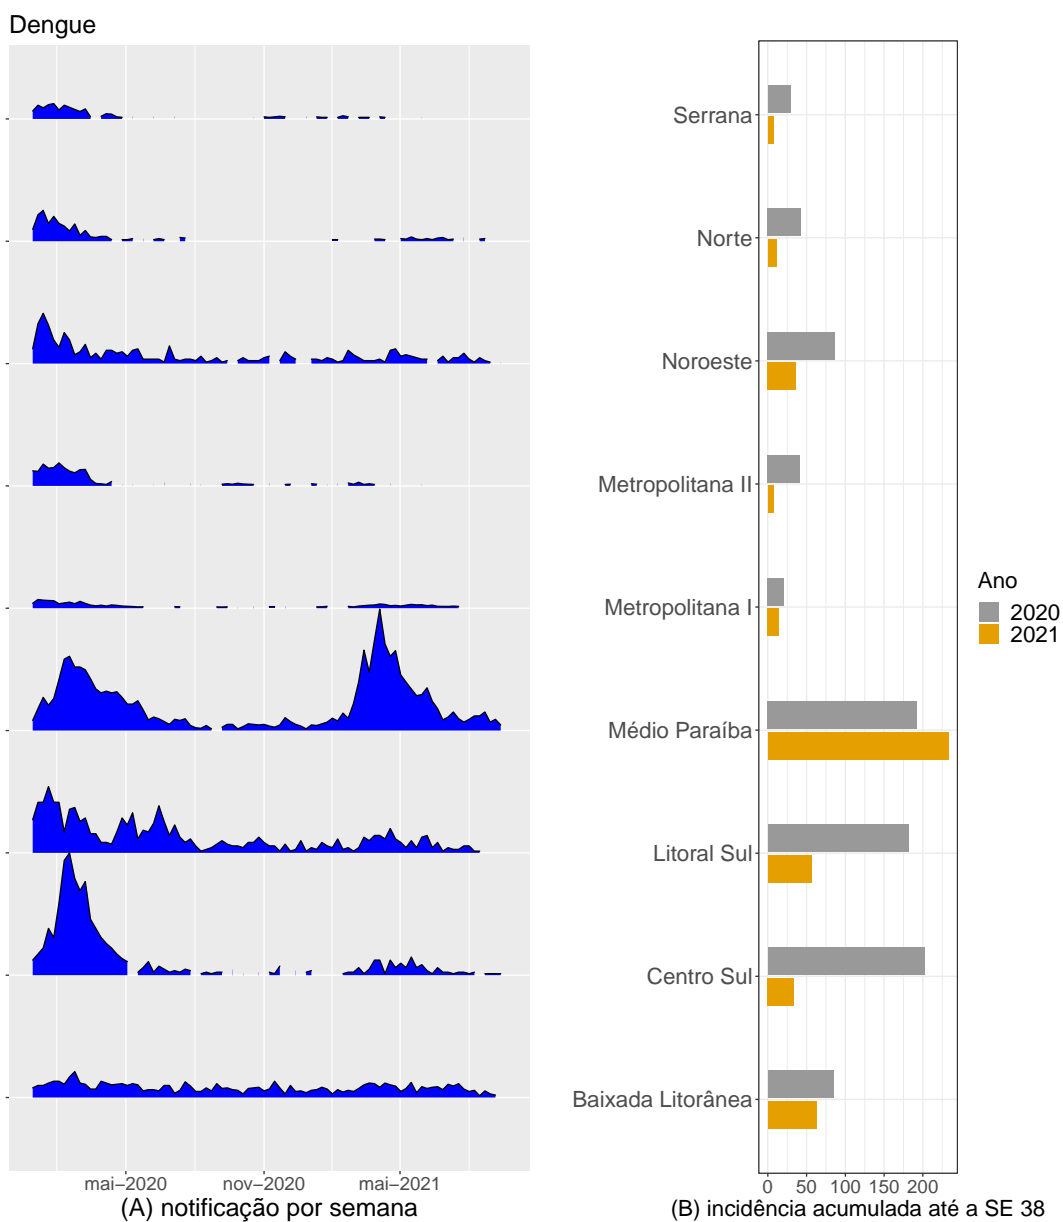 Dengue
Serrana
Norte
Noroeste
Metropolitana II
Metropolitana I
Médio Paraíba
Litoral Sul
Centro Sul
Baixada Litorânea
Ano
2020
2021
mai−2020 nov−2020 mai−2021
0 50 100 150 200
(A) notificação por semana
(B) incidência acumulada até a SE 38